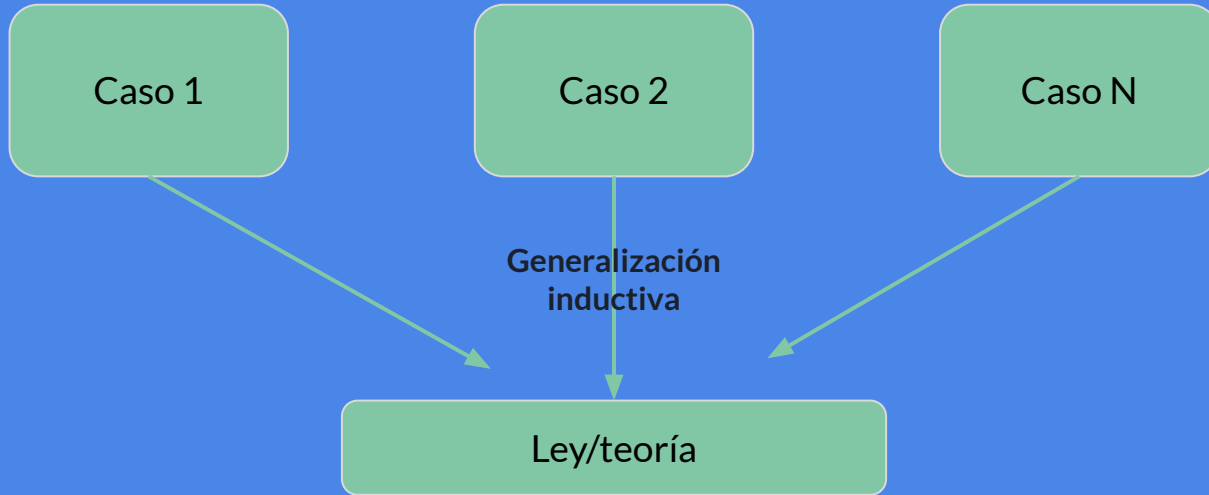 Caso 1
Caso 2
Caso N
Generalización
inductiva
Ley/teoría